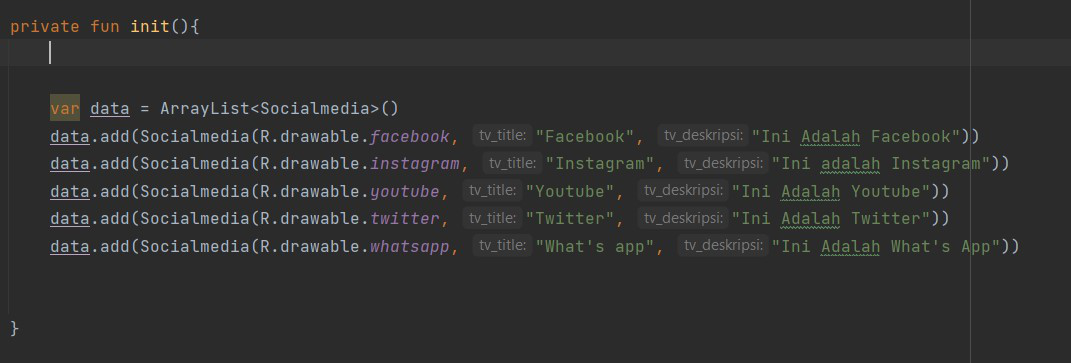 private fun init(){
var data = ArrayList<Socialmedia>()
data.add(Socialmedia(R.drawable.facebook, tv_title: "Facebook", tv_deskripsi: "Ini Adalah Facebook"))
data.add(Socialmedia(R.drawable.instagram, tv_title: "Instagram", tv_deskripsi: "Ini adalah Instagram"))
data.add(Socialmedia(R.drawable.youtube, tv_title: "Youtube", tv_deskripsi: "Ini Adalah Youtube"))
data.add(Socialmedia(R.drawable.twitter, tv_title: "Twitter", tv_deskripsi: "Ini Adalah Twitter"))
data.add(Socialmedia(R.drawable.whatsapp, tv_title: "What's app", tv_deskripsi: "Ini Adalah What's App"))
}